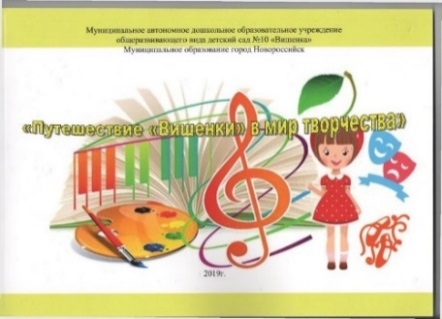 Муниципальное автономное дошкольное образовательное учреждение
общеразвивающего вида детский сад №10 «Вишенка»
Муниципальное образование город Новороссийск
«Путешествие «Вишенки» в мир творчества»
2019г.